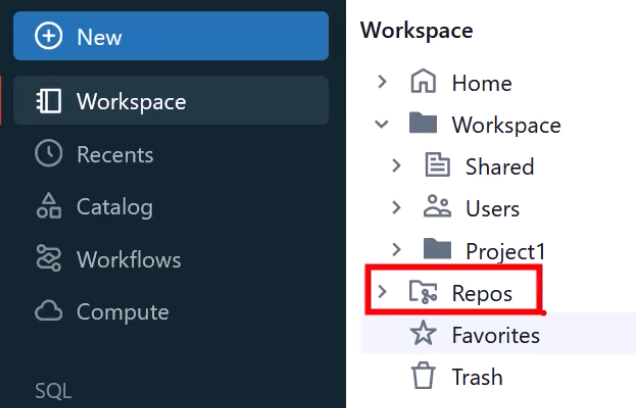 New
Workspace
Recents
Catalog
Workflows
Compute
SQL
Workspace
Home
Workspace
Shared
Users
Project1
Repos
Favorites
Trash